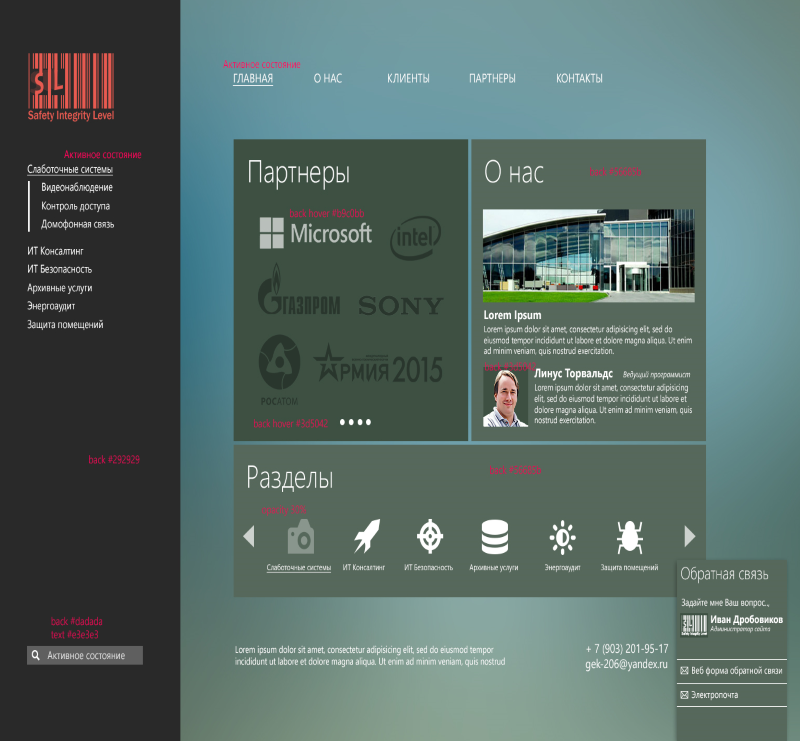 SL
Safety Integrity Level
Активное состояние
Слаботочные системы
Видеонаблюдение
Контроль доступа
Домофонная связь
ИТ Консалтинг
ИТ Безопасность
Архивные услуги
Энергоаудит
Защита помещений
back #292929
back #dadada
text #e3e3e3
Активное состояние
Активное состояние
ГЛАВНАЯ О НАС КЛИЕНТЫ ПАРТНЕРЫ КОНТАКТЫ
Партнеры
back hover
Microsoft
intel
ГАЗПРОМ
SONY
РОСАТОМ
АРМИЯ 2015
back hover
О нас
Lorem Ipsum
Lorem ipsum dolor sit amet, consectetur adipisicing elit, sed do
eiusmod tempor incididunt ut labore et dolore magna aliqua. Ut enim
ad minim veniam, quis nostrud exercitation.
Линус Торвальдс Ведущий программист
Lorem ipsum dolor sit amet, consectetur adipisicing
elit, sed do eiusmod tempor incididunt ut labore et
dolore magna aliqua. Ut enim ad minim veniam, quis
nostrud exercitation.
Разделы
Слаботочные системы ИТ Консалтинг ИТ Безопасность Архивные услуги Энергоаудит Защита помещений
Lorem ipsum dolor sit amet, consectetur adipisicing elit, sed do eiusmod tempor
incididunt ut labore et dolore magna aliqua. Ut enim ad minim veniam, quis nostrud
+ 7 (903) 201-95-17
gek-206@yandex.ru
Обратная связь
Задайте мне Ваш вопрос.,
SL
Иван Дробовиков
Администратор сайта
Веб форма обратной связи
Электропочта